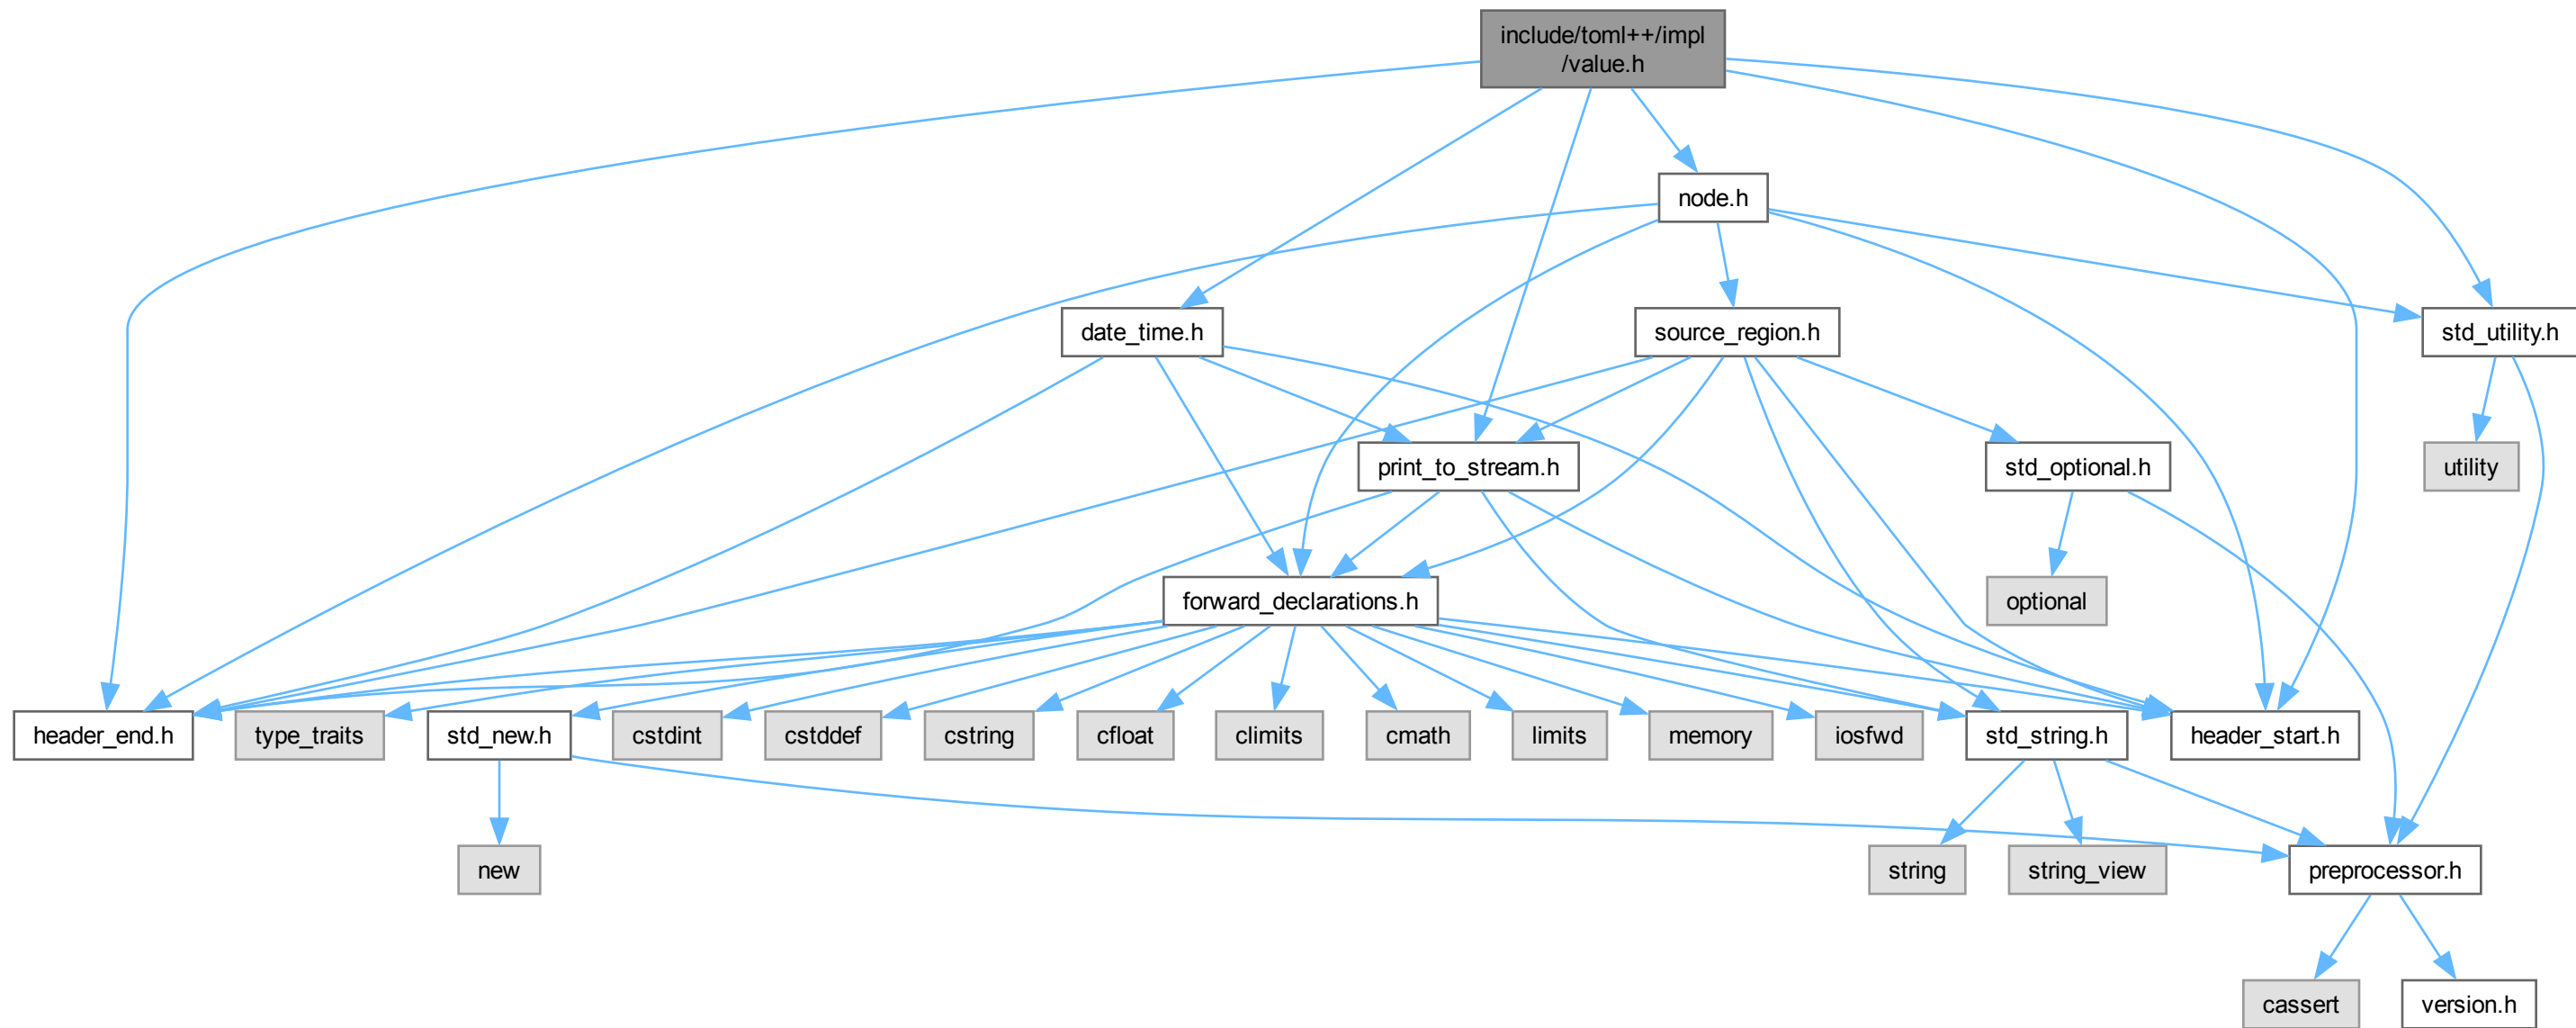 include/toml++/impl
/value.h
node.h
date_time.h
source_region.h
std_utility.h
print_to_stream.h
std_optional.h
utility
forward_declarations.h
optional
header_end.h
type_traits
std_new.h
cstdint
cstddef
cstring
cfloat
climits
cmath
limits
memory
iosfwd
std_string.h
header_start.h
new
string
string_view
preprocessor.h
cassert
version.h